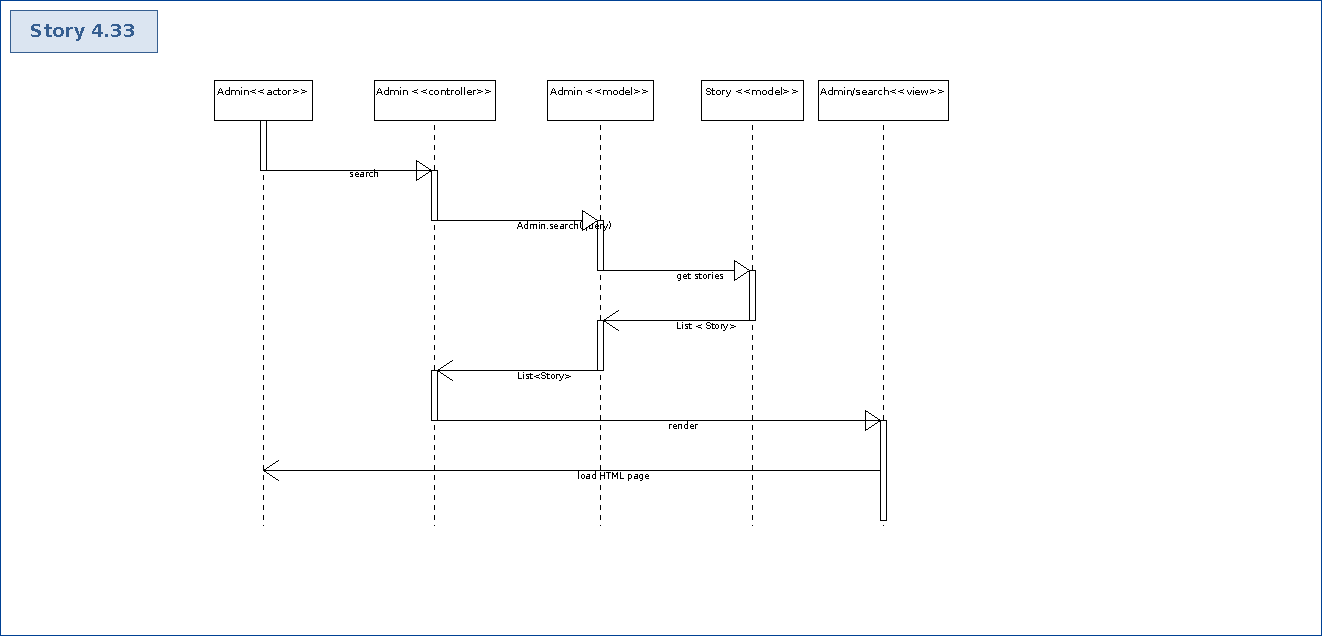 Story 4.33
Admin<<actor>>
Admin <<controller>>
Admin <<model>>
Story <<model>>
Admin/search<<view>>
search
Admin.search(query)
get stories
List < Story>
List<Story>
render
load HTML page